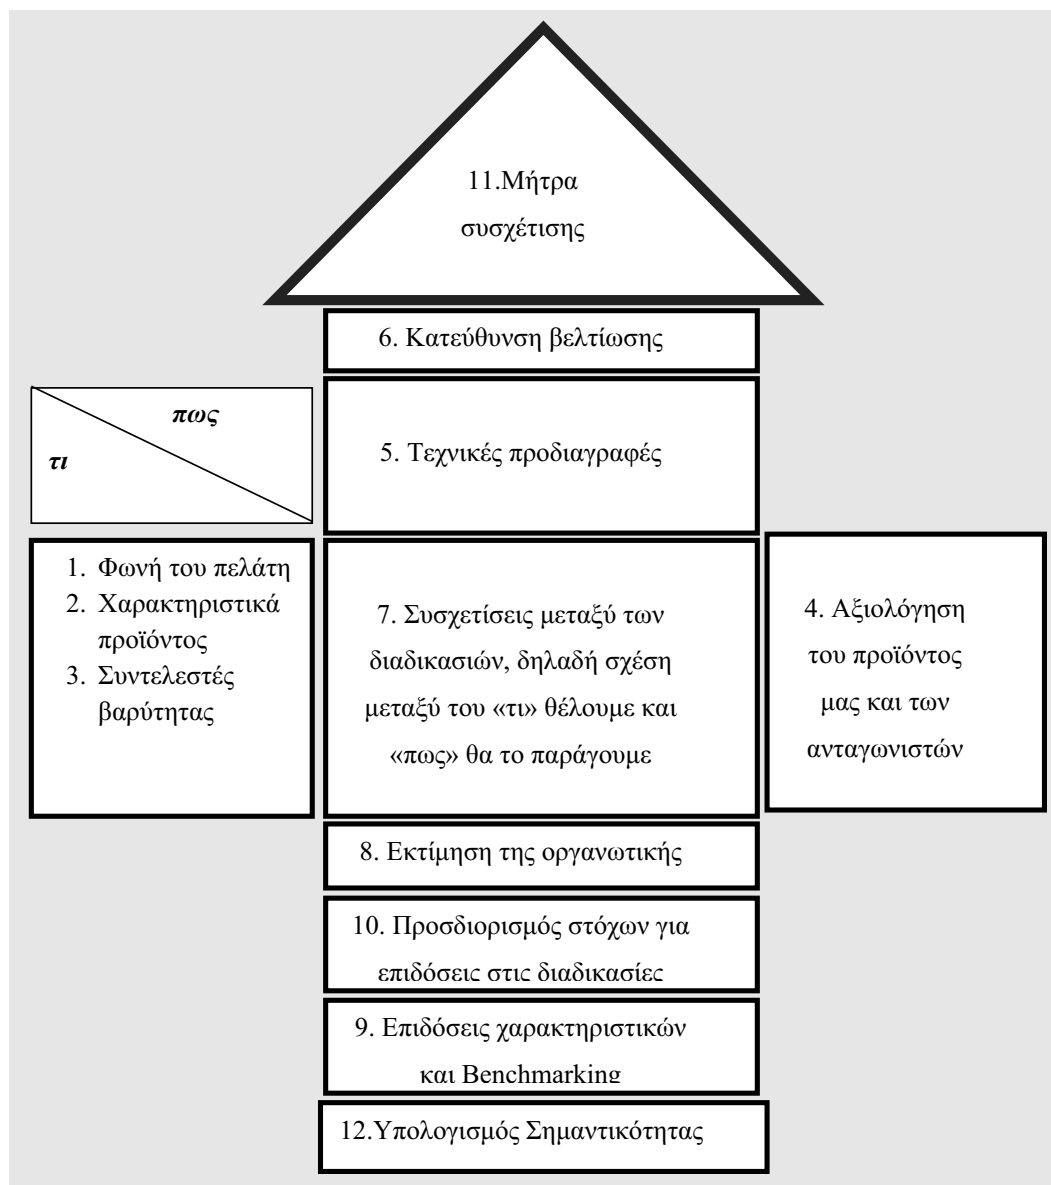 11.Μήτρα
συσχέτισης
6. Κατεύθυνση βελτίωσης
πως
τι
5. Τεχνικές προδιαγραφές
1. Φωνή του πελάτη
2. Χαρακτηριστικά
προϊόντος
3. Συντελεστές
βαρύτητας
7. Συσχετίσεις μεταξύ των
διαδικασιών, δηλαδή σχέση
μεταξύ του «τι» θέλουμε και
«πως» θα το παράγουμε
4. Αξιολόγηση
του προϊόντος
μας και των
ανταγωνιστών
8. Εκτίμηση της οργανωτικής
10. Προσδιορισμός στόχων για
επιδόσεις στις διαδικασίες
9. Επιδόσεις χαρακτηριστικών
και Benchmarking
12.Υπολογισμός Σημαντικότητας